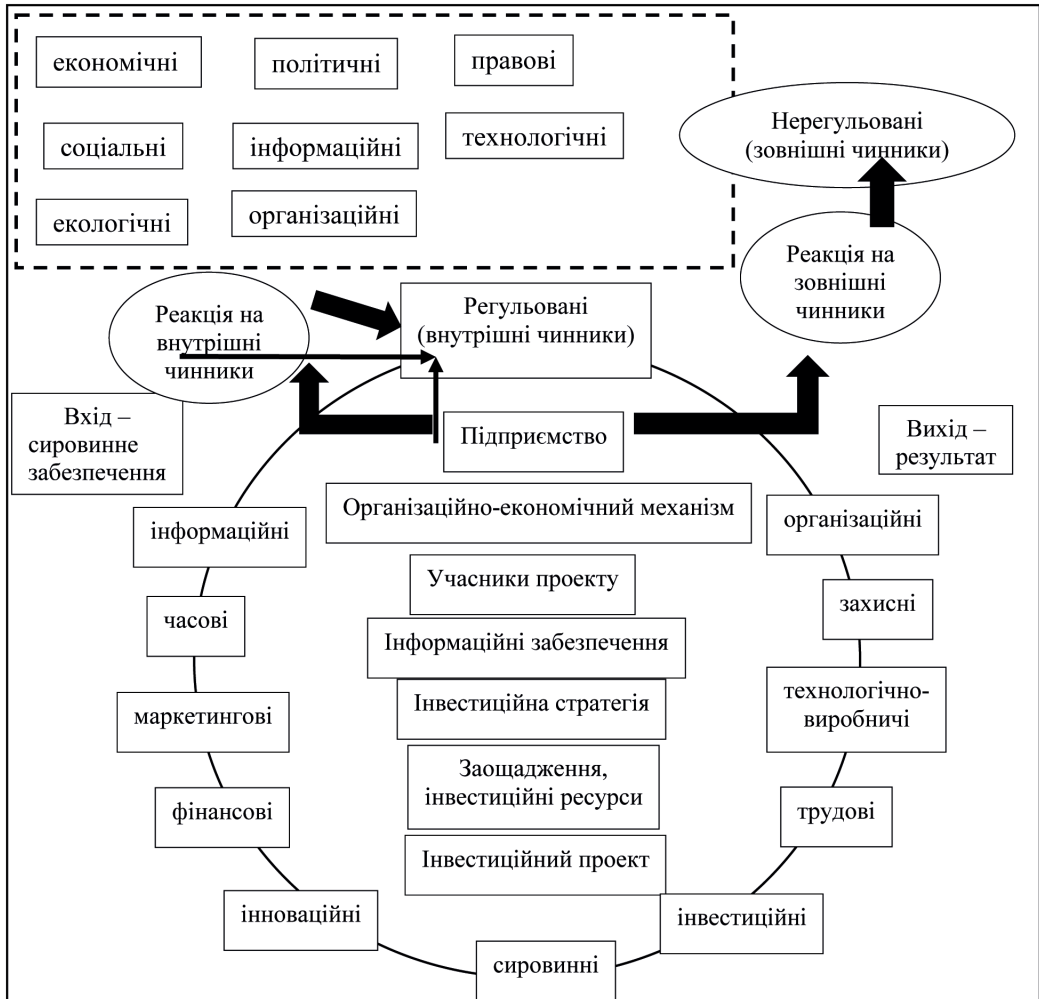 економічні
політичні
правові
соціальні
інформаційні
технологічні
екологічні
організаційні
Нерегульовані
(зовнішні чинники)
Реакція на
зовнішні
чинники
Реакція на
внутрішні
чинники
Регульовані
(внутрішні чинники)
Вхід –
сировинне
забезпечення
Підприємство
Вихід –
результат
Організаційно-економічний механізм
інформаційні
організаційні
Учасники проекту
часові
захисні
Інформаційні забезпечення
маркетингові
Інвестиційна стратегія
технологічно-
виробничі
Заощадження,
інвестиційні ресурси
фінансові
трудові
Інвестиційний проект
інноваційні
інвестиційні
сировинні